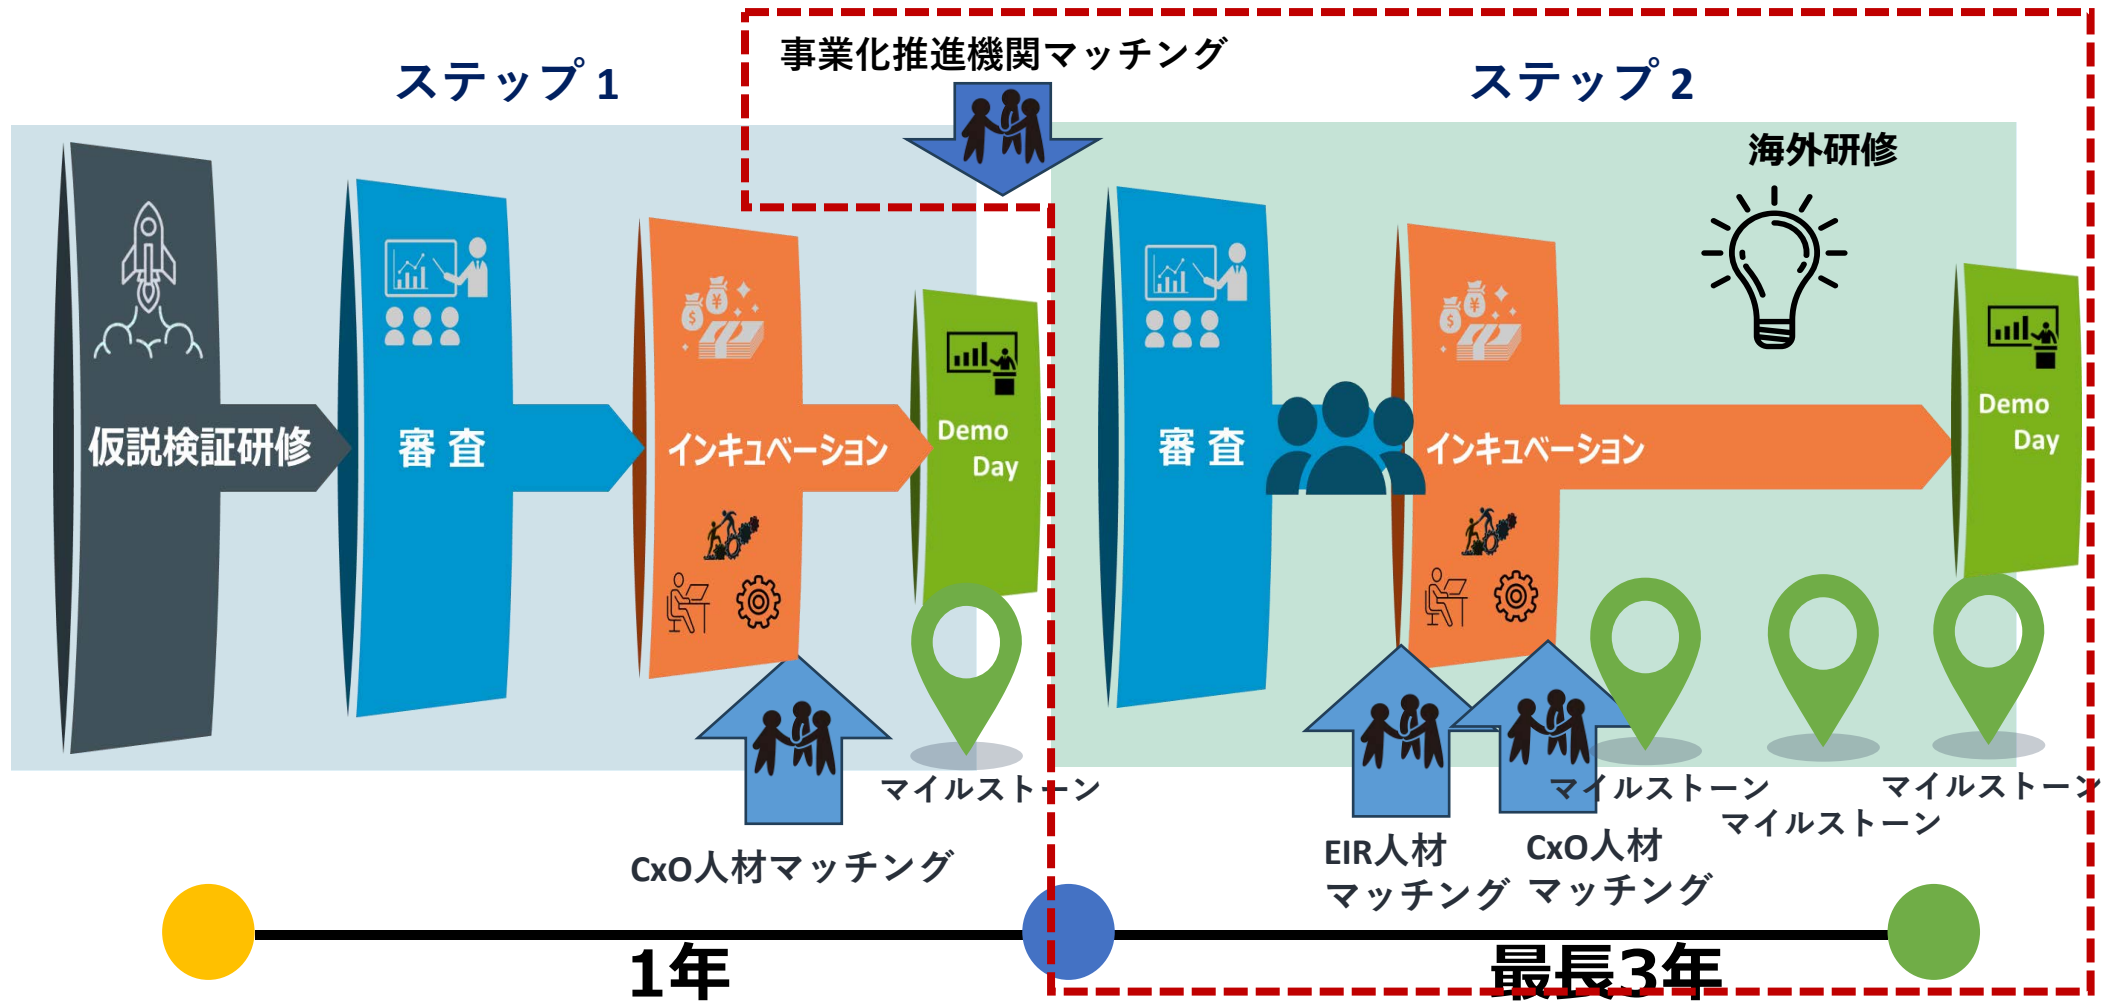 事業化推進機関マッチング
ステップ 1
ステップ 2
海外研修
仮説検証研修
審 査
インキュベーション
Demo
Day
審 査
インキュベーション
Demo
Day
マイルストーン
マイルストーン
マイルストーン
マイルストーン
CxO人材マッチング
EIR人材
マッチング
CxO人材
マッチング
1年
最長3年